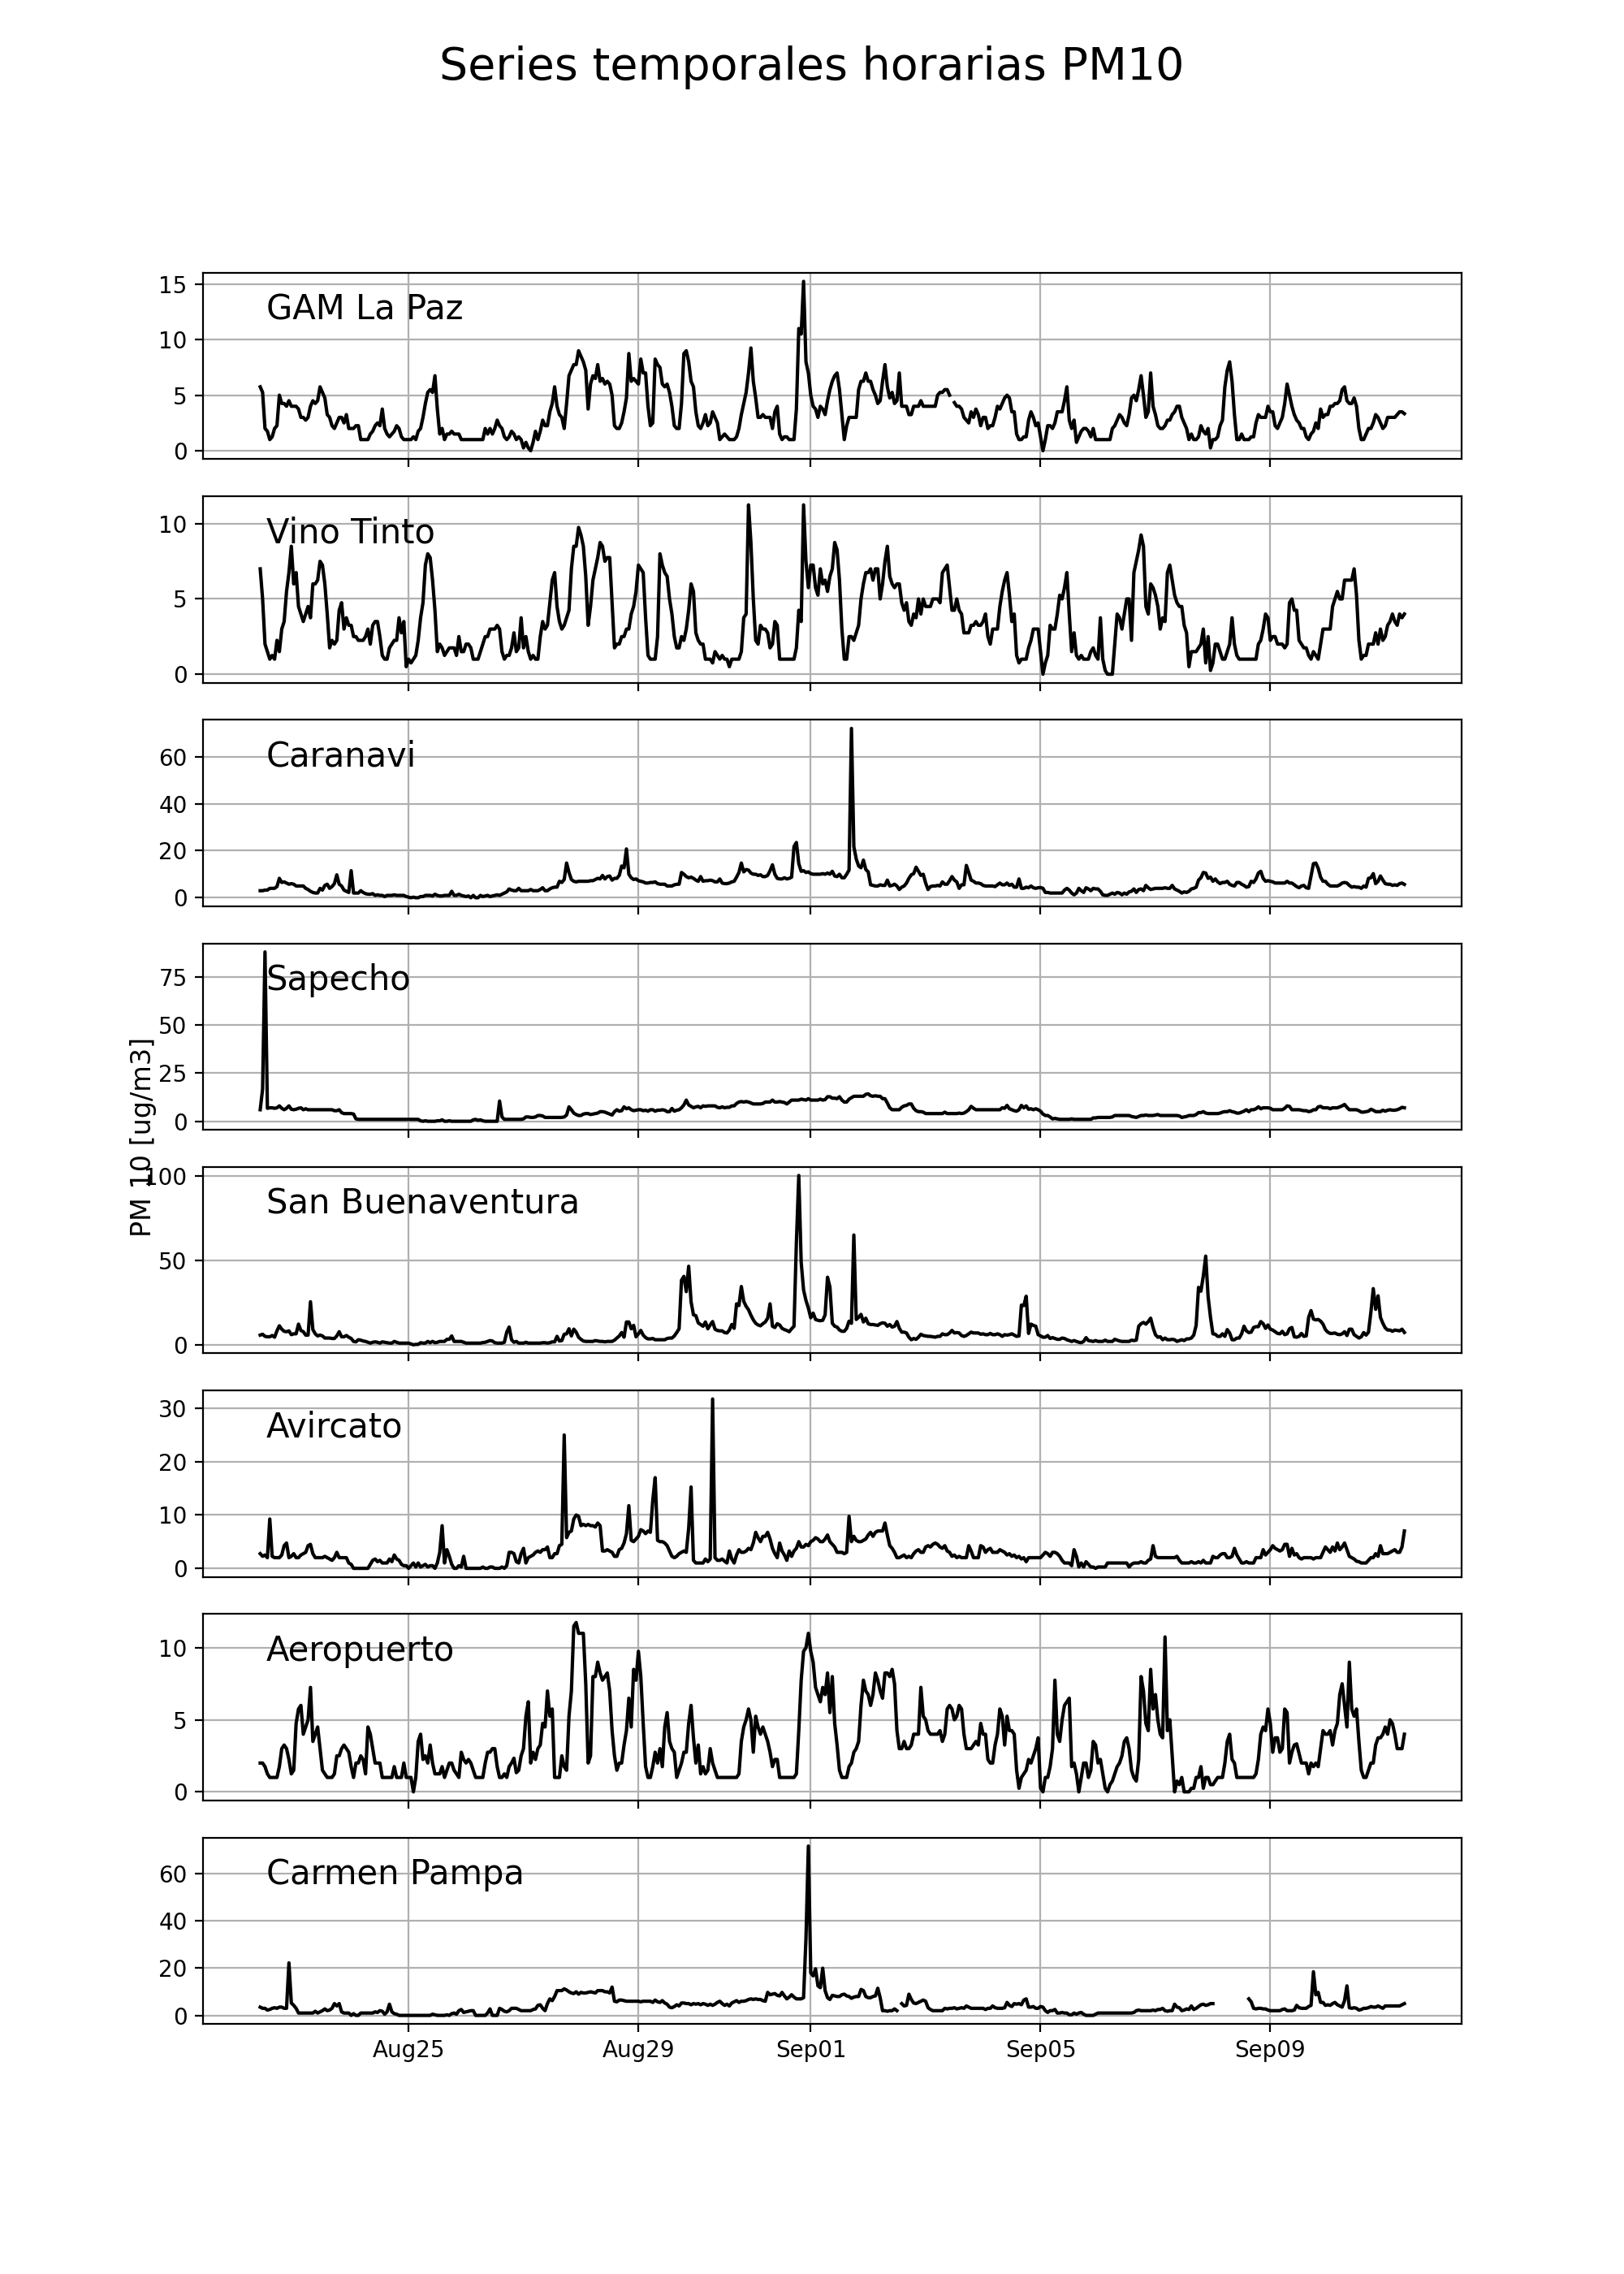 Series temporales horarias PM10
15
GAM La Paz
10
5
0
Vino Tinto
10
5
0
Caranavi
60
40
20
0
Sapecho
75
50
25
0
PM 10 [ug/m3]
100
San Buenaventura
50
0
30
Avircato
20
10
0
Aeropuerto
10
5
0
Carmen Pampa
60
40
20
0
Aug25 Aug29 Sep01 Sep05 Sep09